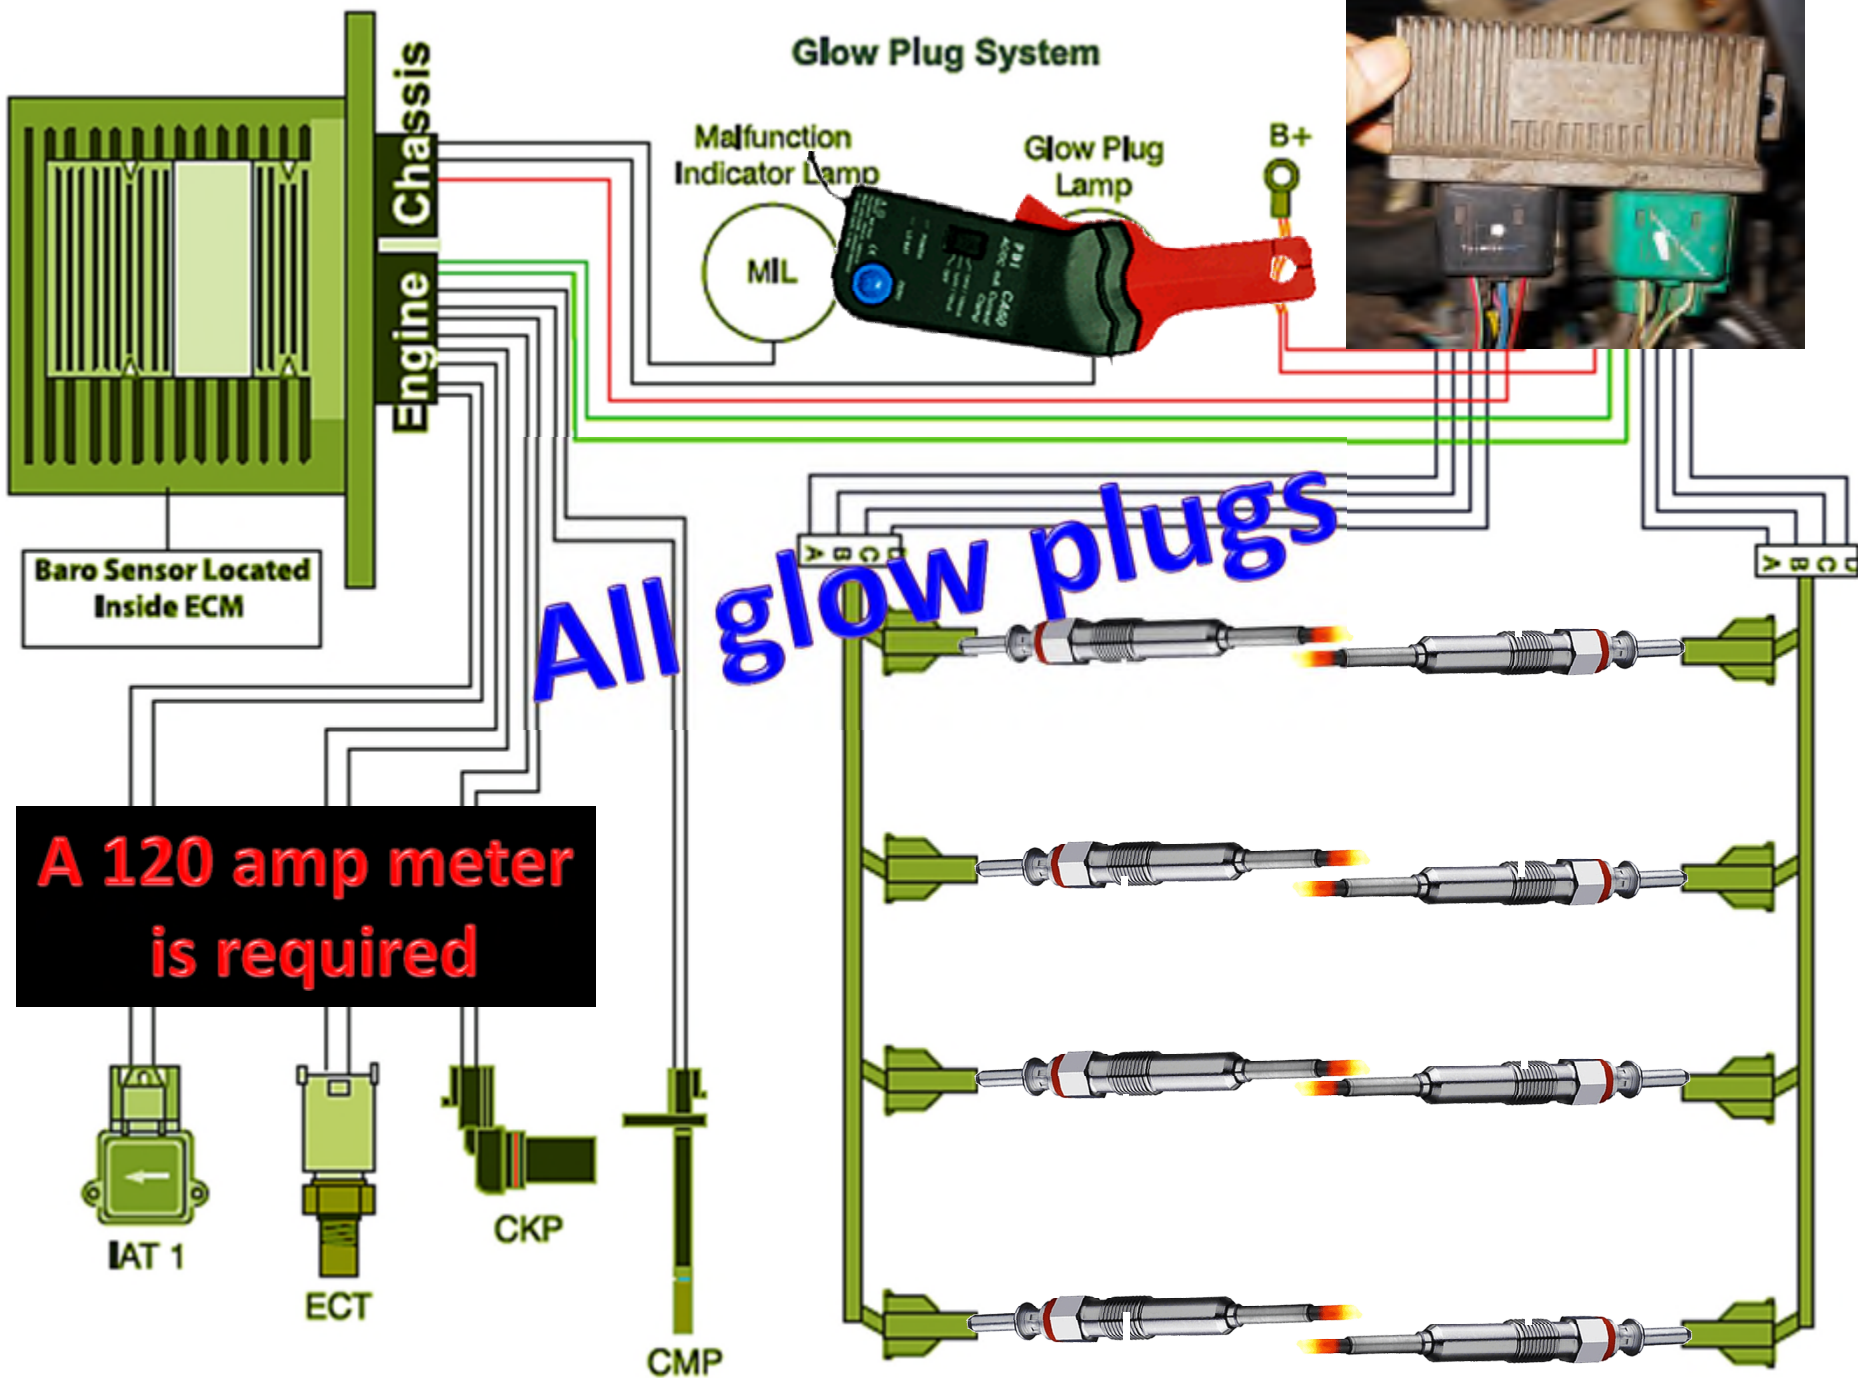 Glow Plug System
Chassis
Engine
Malfunction
Indicator Lamp
MIL
Glow Plug
Lamp
B+
Baro Sensor Located
Inside ECM
All glow plugs
A B C D
A B C D
A 120 amp meter
is required
IAT 1
ECT
CKP
CMP